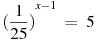 (1/25)^{x-1} = 5